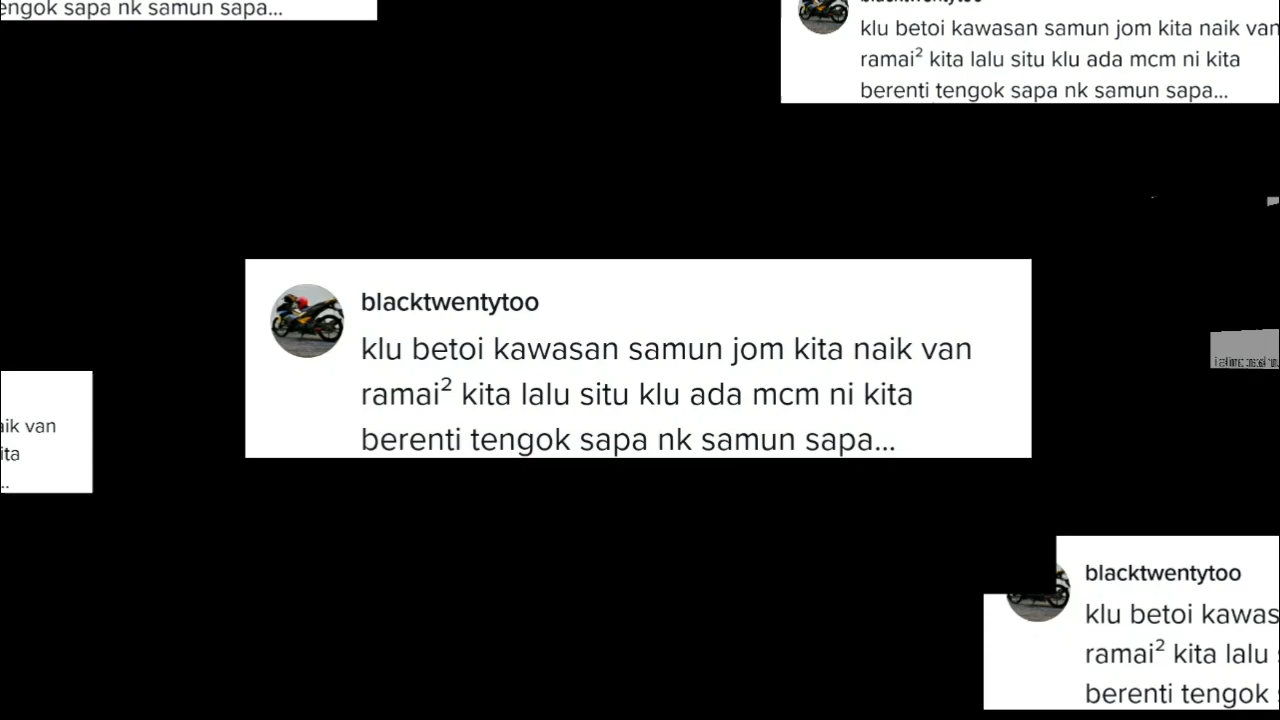 engok sapa nk samun sapa...
klu betoi kawasan samun jom kita naik van
ramai² kita lalu situ klu ada mcm ni kita
berenti tengok sapa nk samun sapa...
blacktwentytoo
klu betoi kawasan samun jom kita naik van
ramai² kita lalu situ klu ada mcm ni kita
berenti tengok sapa nk samun sapa...
aik van
ita
..
blacktwentytoo
klu betoi kawas
ramai² kita lalu
berenti tengok